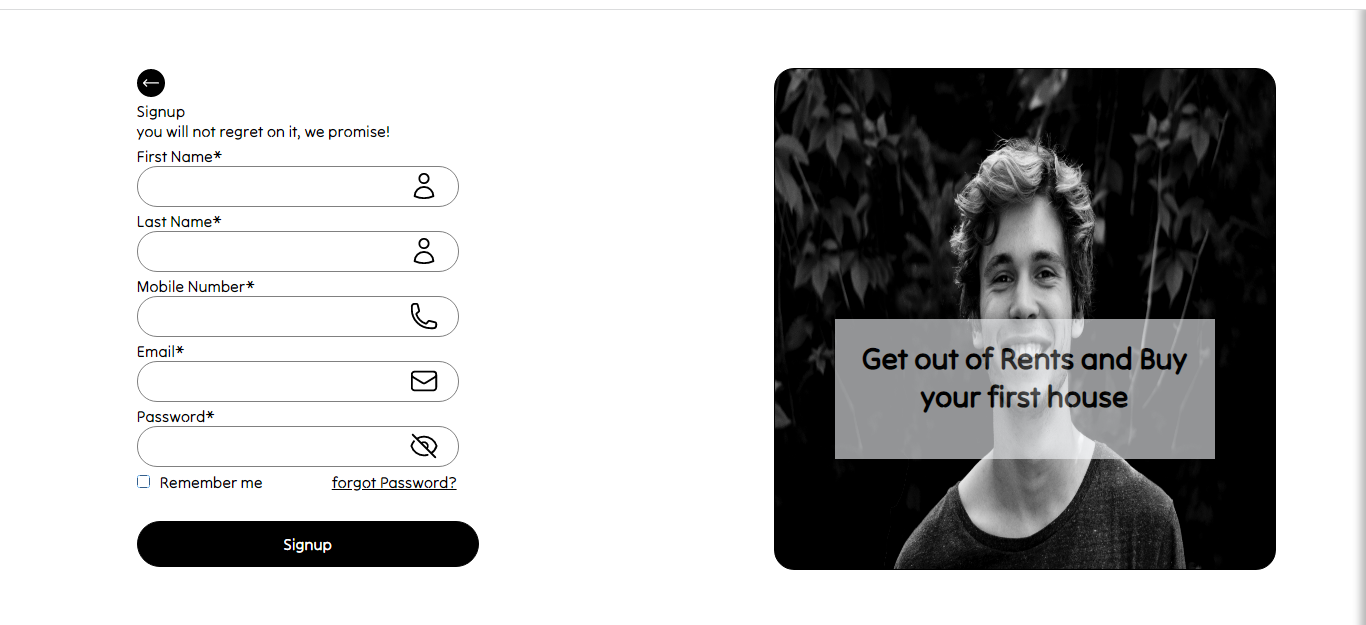 Signup
you will not regret on it, we promise!
First Name*
Last Name*
Mobile Number*
Email*
Password*
Remember me
forgot Password?
Signup
Get out of Rents and Buy
your first house